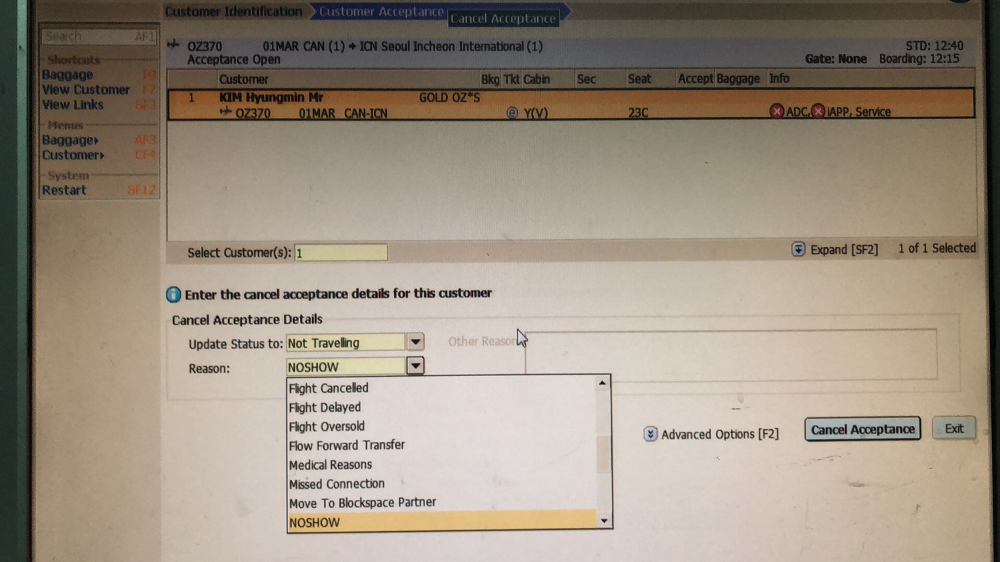 Customer Identification Customer Acceptance Cancel Acceptance
Search AF1
Shortcuts
Baggage F9
View Customer F7
View Links SF3
Menus
Baggage AF3
Customer CF4
System
Restart SF12
OZ370 01MAR CAN (1) → ICN Seoul Incheon International (1) STD: 12:40
Acceptance Open Gate: None Boarding: 12:15
Customer Bkg Tkt Cabin Sec Seat Accept Baggage Info
1 KIM Hyungmin Mr GOLD OZ*S
OZ370 01MAR CAN-ICN e Y(V) 23C ADC, iAPP, Service
Select Customer(s): 1 Expand [SF2] 1 of 1 Selected
Enter the cancel acceptance details for this customer
Cancel Acceptance Details
Update Status to: Not Travelling Other Reason
Reason: NOSHOW
Flight Cancelled
Flight Delayed
Flight Oversold
Flow Forward Transfer
Medical Reasons
Missed Connection
Move To Blockspace Partner
NOSHOW
Advanced Options [F2] Cancel Acceptance Exit